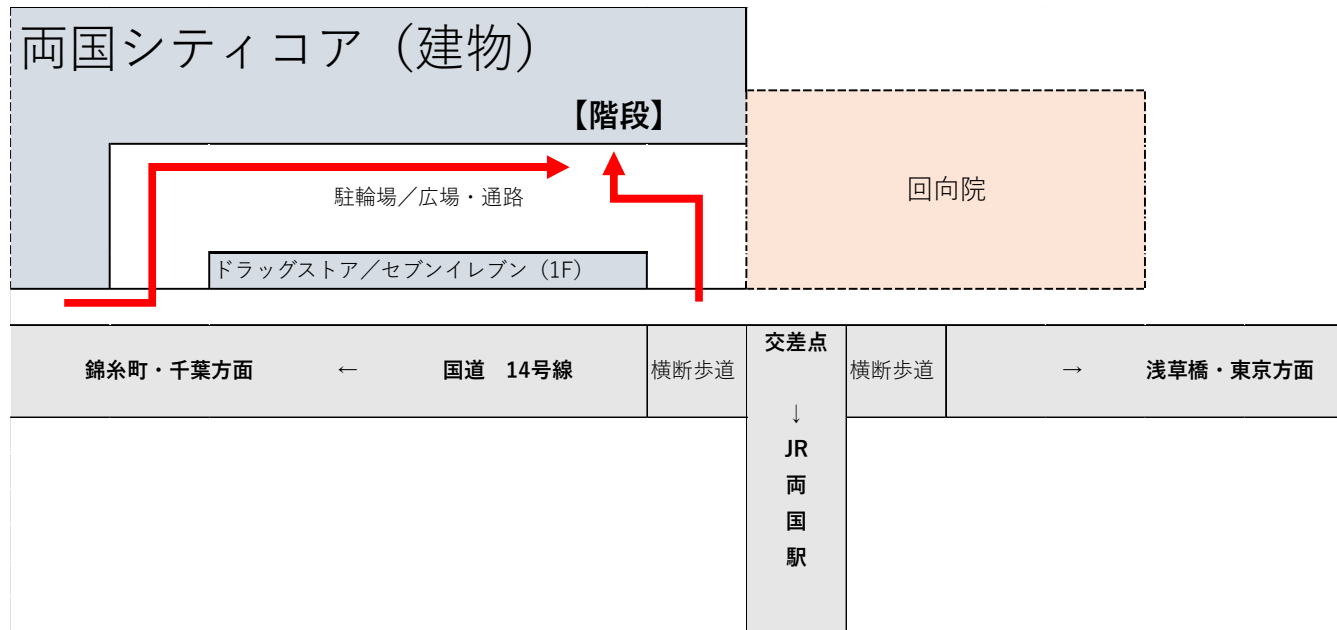 両国シティコア（建物）
【階段】
駐輪場／広場・通路
回向院
ドラッグストア／セブンイレブン（1F）
錦糸町・千葉方面 ← 国道 14号線 横断歩道 交差点 横断歩道 → 浅草橋・東京方面
↓
JR
両
国
駅